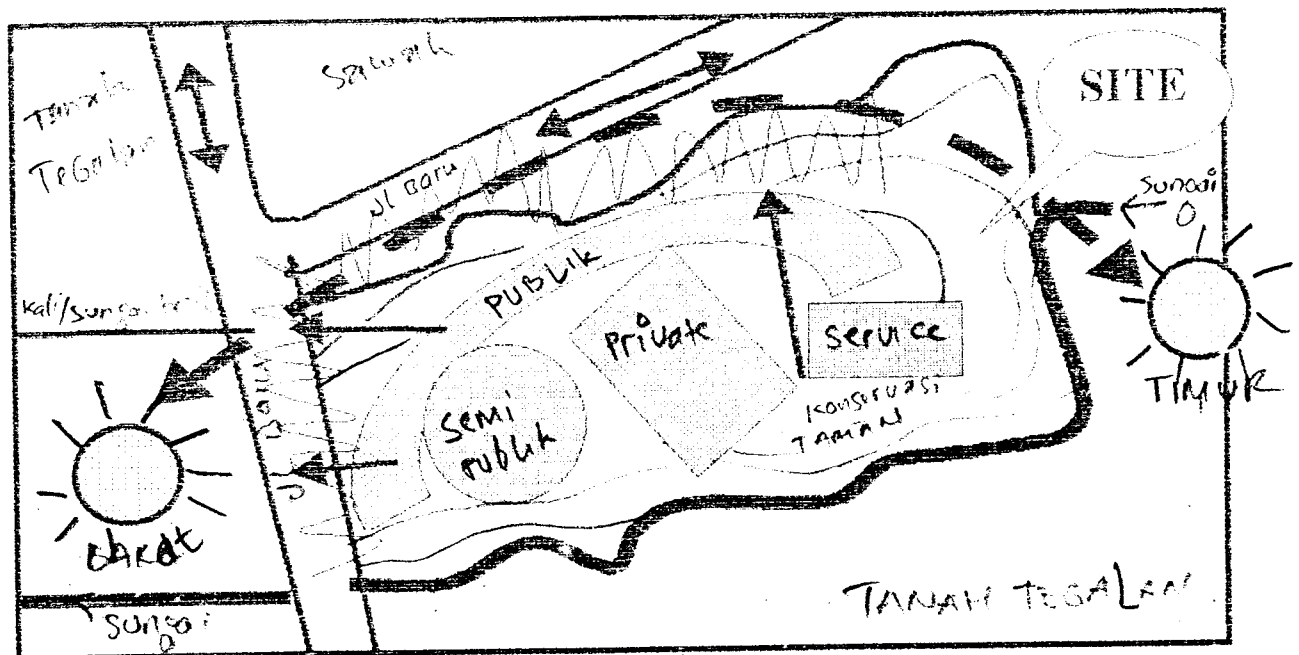 Sawah
Tanah
Tegalan
SITE
Jl Baru
sungai
PUBLIK
kali/sungai
private
service
TIMUR
semi
publik
konservasi
TAMAN
BARAt
TANAH TEGALAN
sungai